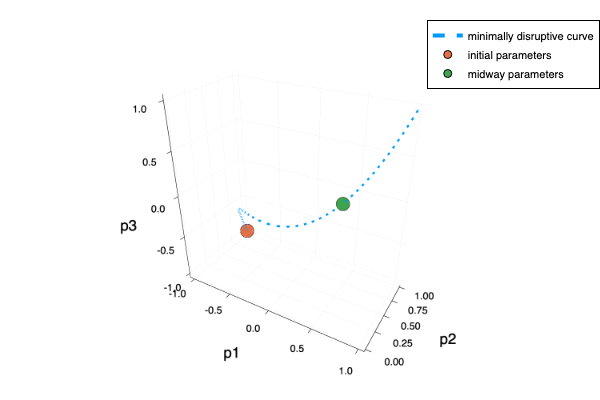 minimally disruptive curve
initial parameters
midway parameters
1.0
0.5
0.0
-0.5
-1.0
p3
-1.0
-0.5
0.0
0.5
1.0
p1
1.00
0.75
0.50
0.25
0.00
p2